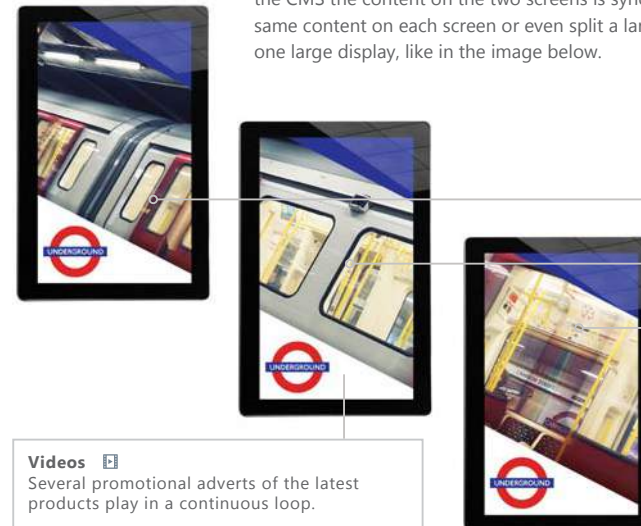 the CMS the content on the two screens is sync
same content on each screen or even split a lar
one large display, like in the image below.
UNDERGROUND
UNDERGROUND
UNDERGROUND
Videos
Several promotional adverts of the latest
products play in a continuous loop.